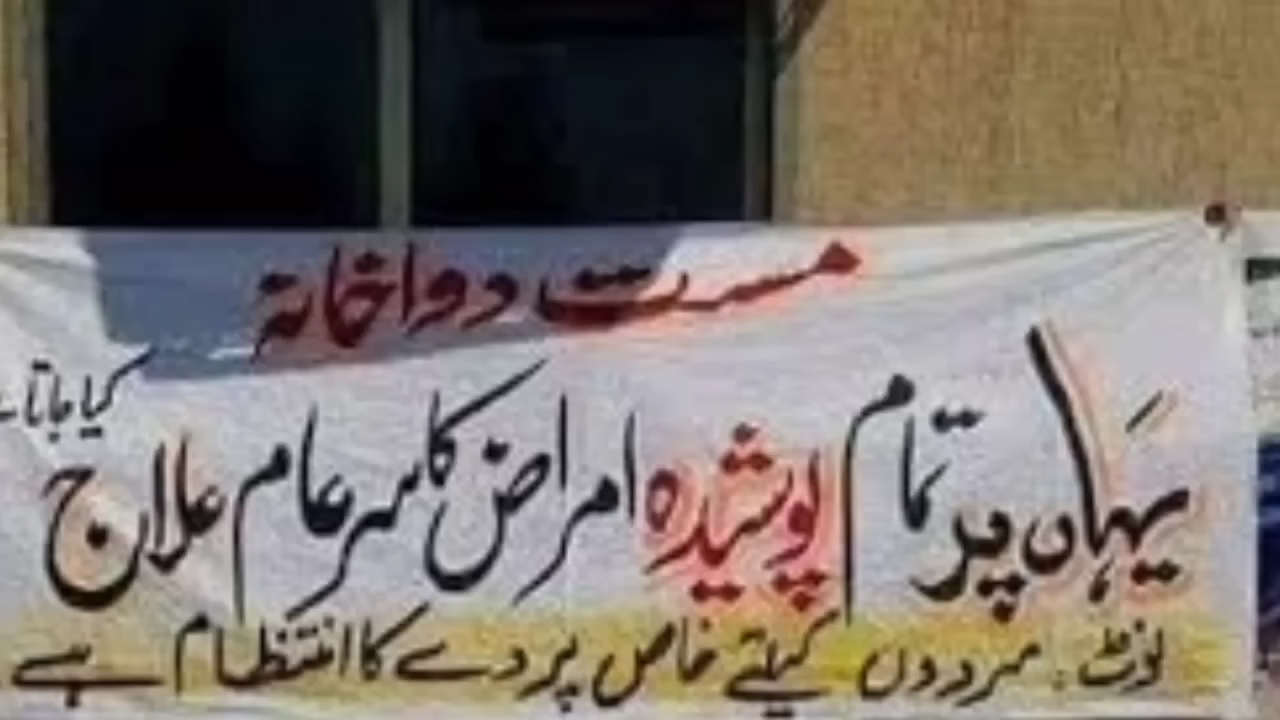 مسرت دواخانہ
یہاں پر تمام پوشیدہ امراض کا سرعام علاج کیا جاتا
نوٹ: مردوں کیلئے خاص پردے کا انتظام ہے